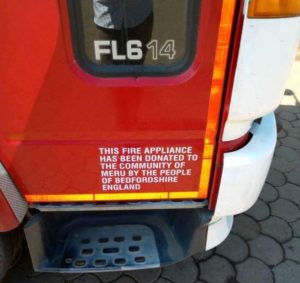 FL6 14
THIS FIRE APPLIANCE
HAS BEEN DONATED TO
THE COMMUNITY OF
MERU BY THE PEOPLE
OF BEDFORDSHIRE
ENGLAND